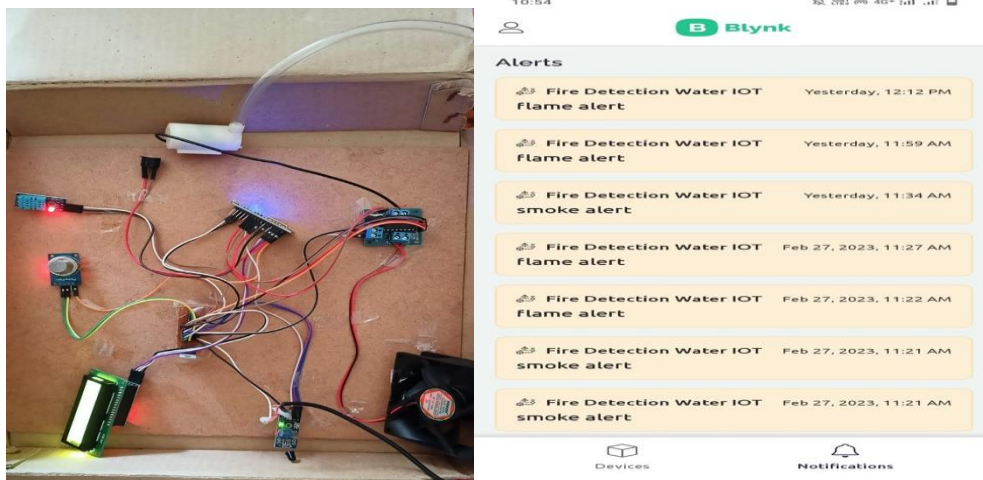 10:54
4G+
B Blynk
Alerts
Fire Detection Water IOT Yesterday, 12:12 PM
flame alert
Fire Detection Water IOT Yesterday, 11:59 AM
flame alert
Fire Detection Water IOT Yesterday, 11:34 AM
smoke alert
Fire Detection Water IOT Feb 27, 2023, 11:27 AM
flame alert
Fire Detection Water IOT Feb 27, 2023, 11:22 AM
flame alert
Fire Detection Water IOT Feb 27, 2023, 11:21 AM
smoke alert
Fire Detection Water IOT Feb 27, 2023, 11:21 AM
smoke alert
Devices Notifications